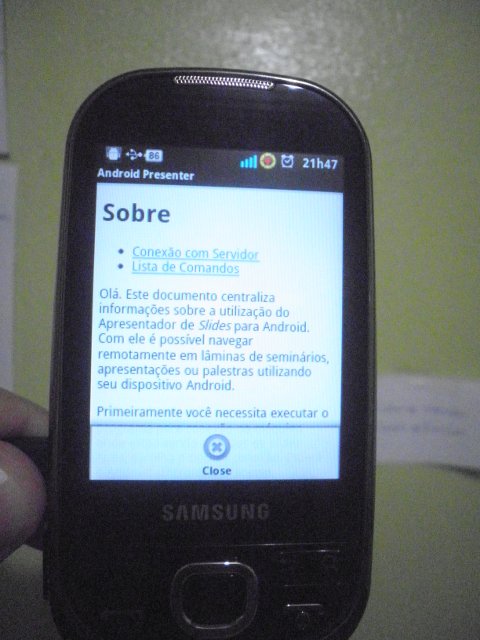 86
21h47
Android Presenter
Sobre
Conexão com Servidor
Lista de Comandos
Olá. Este documento centraliza
informações sobre a utilização do
Apresentador de Slides para Android.
Com ele é possível navegar
remotamente em lâminas de seminários,
apresentações ou palestras utilizando
seu dispositivo Android.
Primeiramente você necessita executar o
Close
SAMSUNG